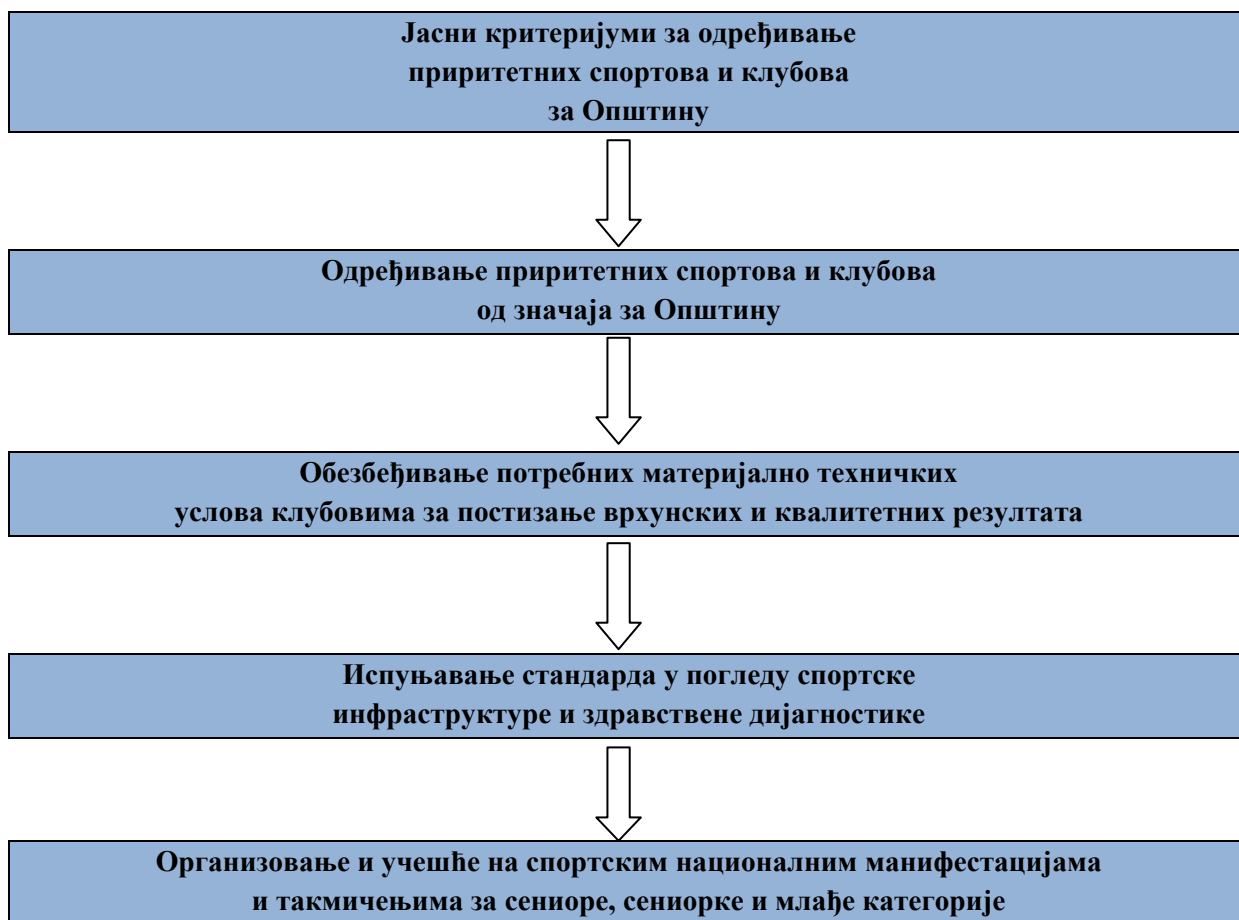 Јасни критеријуми за одређивање
приритетних спортова и клубова
за Општину
Одређивање приритетних спортова и клубова
од значаја за Општину
Обезбеђивање потребних материјално техничких
услова клубовима за постизање врхунских и квалитетних резултата
Испуњавање стандарда у погледу спортске
инфраструктуре и здравствене дијагностике
Организовање и учешће на спортским националним манифестацијама
и такмичењима за сениоре, сениорке и млађе категорије